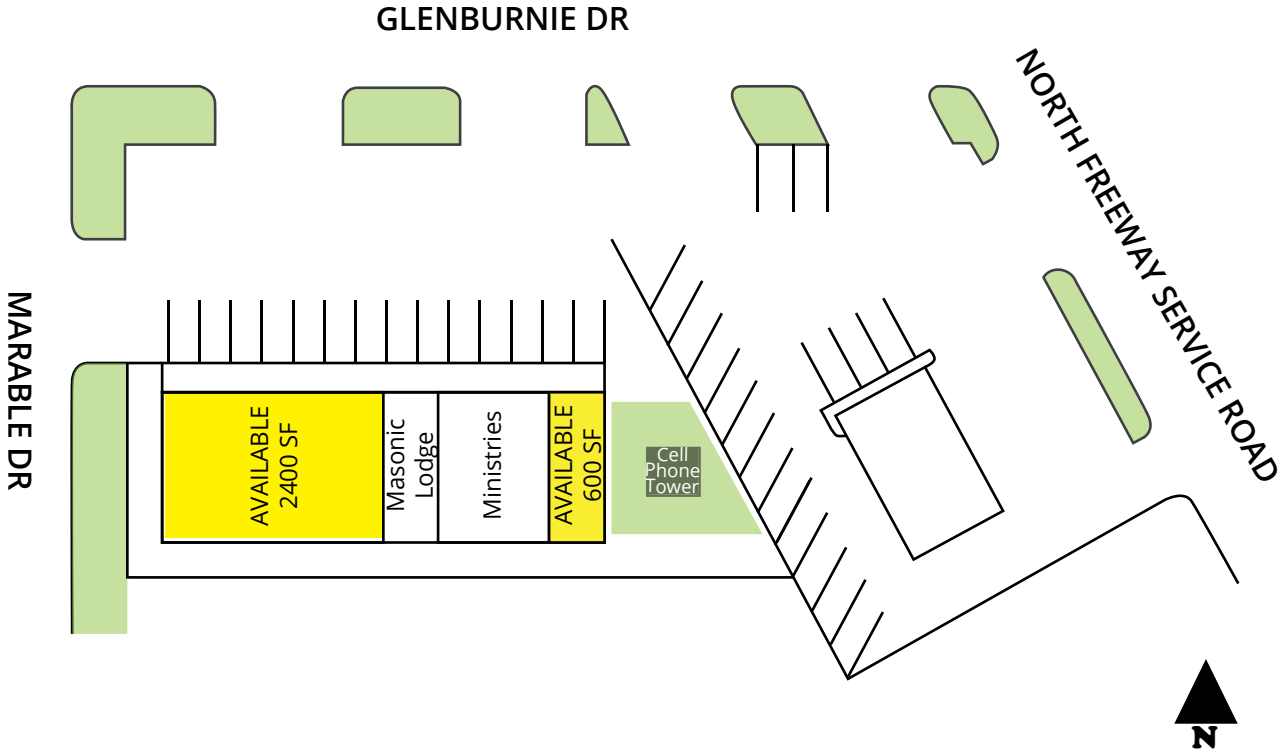 GLENBURNIE DR
NORTH FREEWAY SERVICE ROAD
MARABLE DR
AVAILABLE
2400 SF
Masonic
Lodge
Ministries
AVAILABLE
600 SF
Cell
Phone
Tower
N